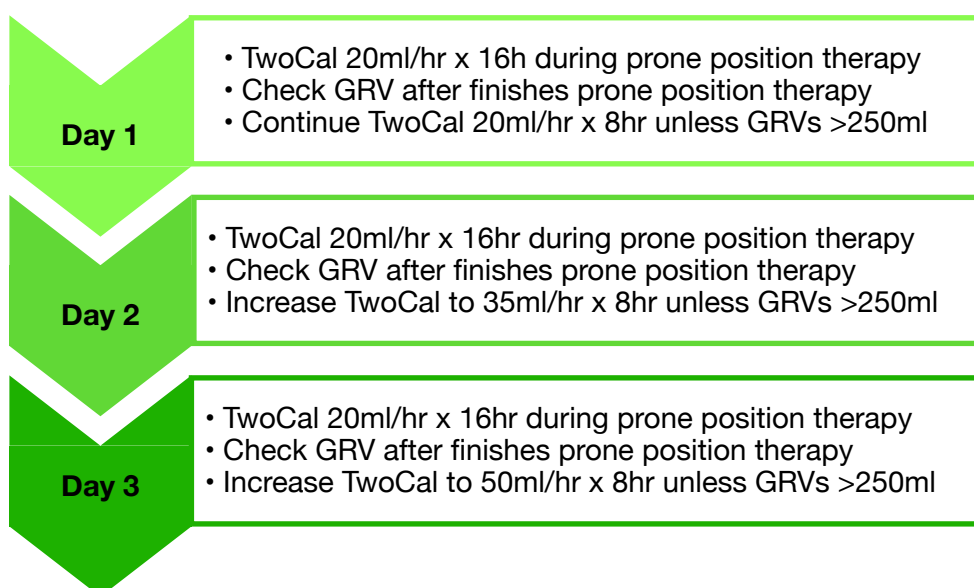 Day 1
• TwoCal 20ml/hr x 16h during prone position therapy
• Check GRV after finishes prone position therapy
• Continue TwoCal 20ml/hr x 8hr unless GRVs >250ml
Day 2
• TwoCal 20ml/hr x 16hr during prone position therapy
• Check GRV after finishes prone position therapy
• Increase TwoCal to 35ml/hr x 8hr unless GRVs >250ml
Day 3
• TwoCal 20ml/hr x 16hr during prone position therapy
• Check GRV after finishes prone position therapy
• Increase TwoCal to 50ml/hr x 8hr unless GRVs >250ml